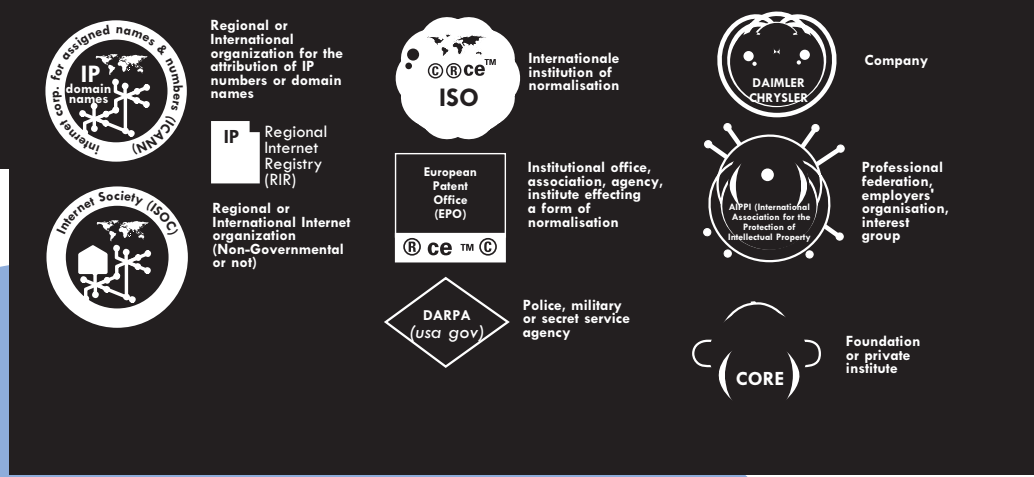 internet corp. for assigned names & numbers (ICANN)
IP
domain
names
Regional or
International
organization for the
attribution of IP
numbers or domain
names
IP
Regional
Internet
Registry
(RIR)
Internet Society (ISOC)
Regional or
International Internet
organization
(Non-Governmental
or not)
© ® ce TM
ISO
Internationale
institution of
normalisation
European
Patent
Office
(EPO)
® ce TM ©
Institutional office,
association, agency,
institute effecting
a form of
normalisation
DARPA
(usa gov)
Police, military
or secret service
agency
DAIMLER
CHRYSLER
Company
AIPPI (International
Association for the
Protection of
Intellectual Property
Professional
federation,
employers'
organisation,
interest
group
CORE
Foundation
or private
institute